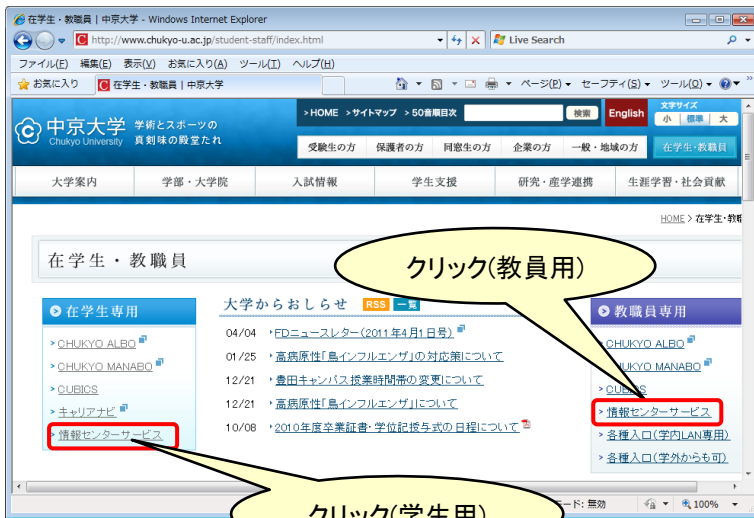 在学生・教職員 | 中京大学 - Windows Internet Explorer
http://www.chukyo-u.ac.jp/student-staff/index.html
Live Search
ファイル(F) 編集(E) 表示(V) お気に入り(A) ツール(T) ヘルプ(H)
お気に入り 在学生・教職員 | 中京大学
ページ(P) セーフティ(S) ツール(O)
中京大学
Chukyo University
学術とスポーツの
真剣味の殿堂たれ
>HOME >サイトマップ >50音順目次 検索 English
文字サイズ
小 標準 大
受験生の方 保護者の方 同窓生の方 企業の方 一般・地域の方 在学生・教職員
大学案内 学部・大学院 入試情報 学生支援 研究・産学連携 生涯学習・社会貢献
HOME > 在学生・教職
在学生・教職員
クリック(教員用)
在学生専用
CHUKYO ALBO
CHUKYO MANABO
CUBICS
キャリアナビ
情報センターサービス
大学からおしらせ RSS 一覧
04/04 FDニュースレター(2011年4月1日号)
01/25 高病原性「鳥インフルエンザ」の対応策について
12/21 豊田キャンパス授業時間帯の変更について
12/21 高病原性「鳥インフルエンザ」について
10/08 2010年度卒業証書・学位記授与式の日程について
教職員専用
CHUKYO ALBO
CHUKYO MANABO
CUBICS
情報センターサービス
各種入口(学内LAN専用)
各種入口(学外からも可)
クリック(学生用)
モード: 無効
100%